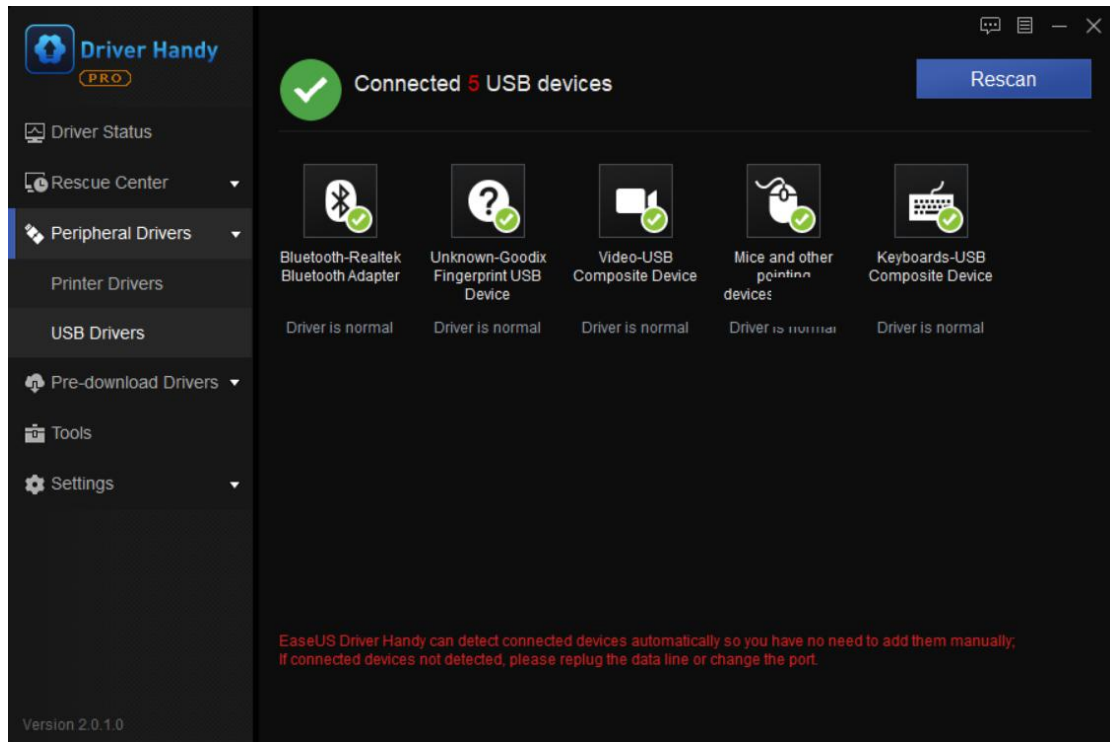 Driver Handy
PRO
Connected 5 USB devices
Rescan
Driver Status
Rescue Center
Peripheral Drivers
Printer Drivers
USB Drivers
Pre-download Drivers
Tools
Settings
Bluetooth-Realtek
Bluetooth Adapter
Driver is normal
Unknown-Goodix
Fingerprint USB
Device
Driver is normal
Video-USB
Composite Device
Driver is normal
Mice and other
pointing
devices
Driver is normal
Keyboards-USB
Composite Device
Driver is normal
EaseUS Driver Handy can detect connected devices automatically so you have no need to add them manually;
If connected devices not detected, please replug the data line or change the port.
Version 2.0.1.0